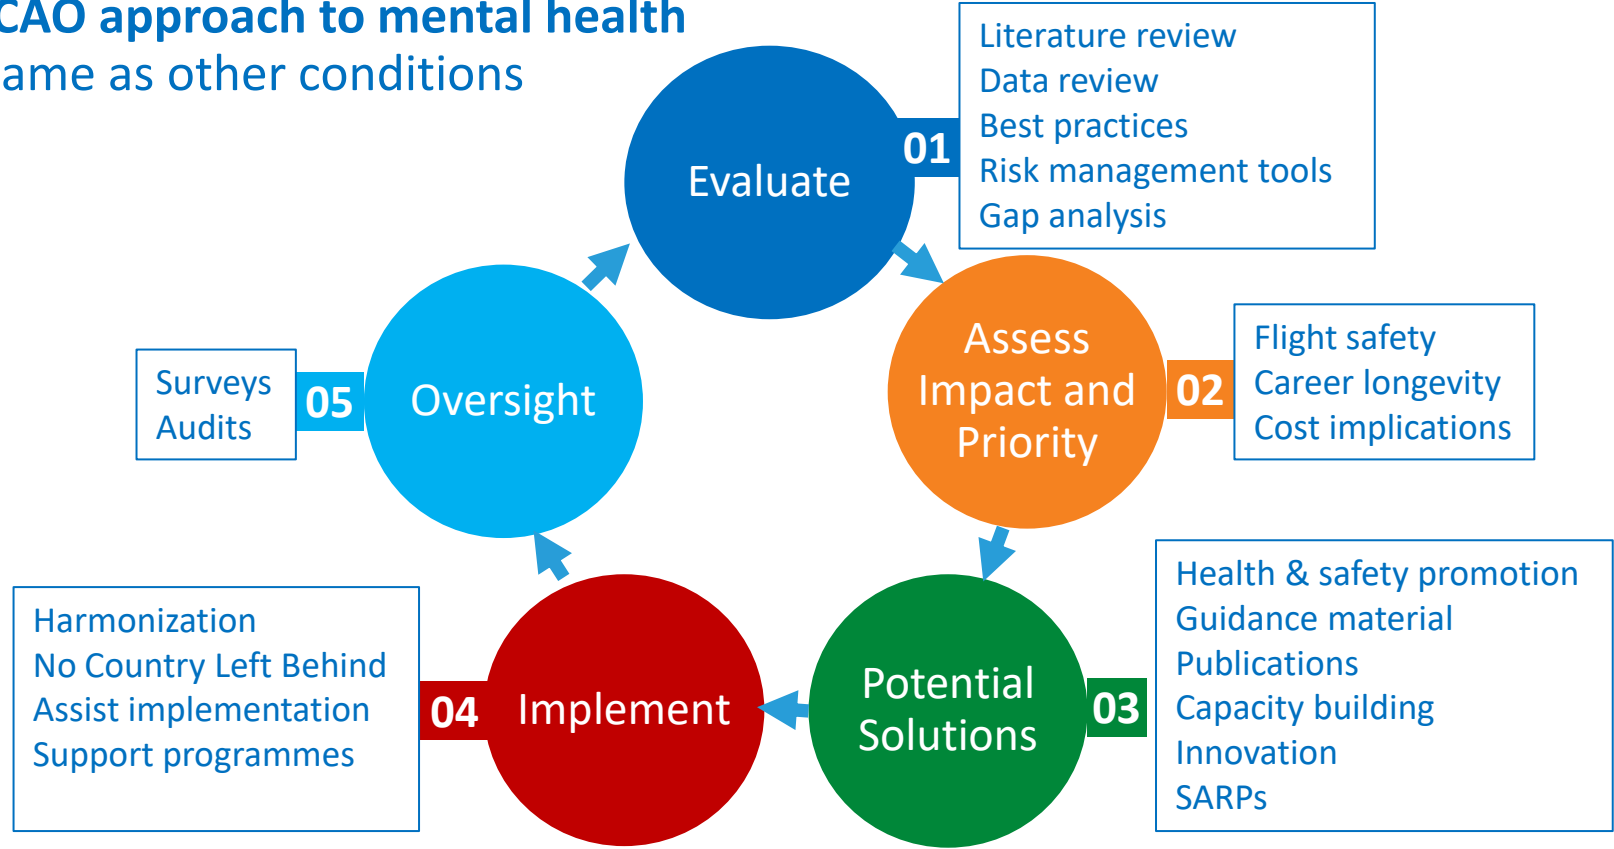 CAO approach to mental health
ame as other conditions
Evaluate
01
Literature review
Data review
Best practices
Risk management tools
Gap analysis
Assess
Impact and
Priority
02
Flight safety
Career longevity
Cost implications
Potential
Solutions
03
Health & safety promotion
Guidance material
Publications
Capacity building
Innovation
SARPs
Implement
04
Harmonization
No Country Left Behind
Assist implementation
Support programmes
Oversight
05
Surveys
Audits